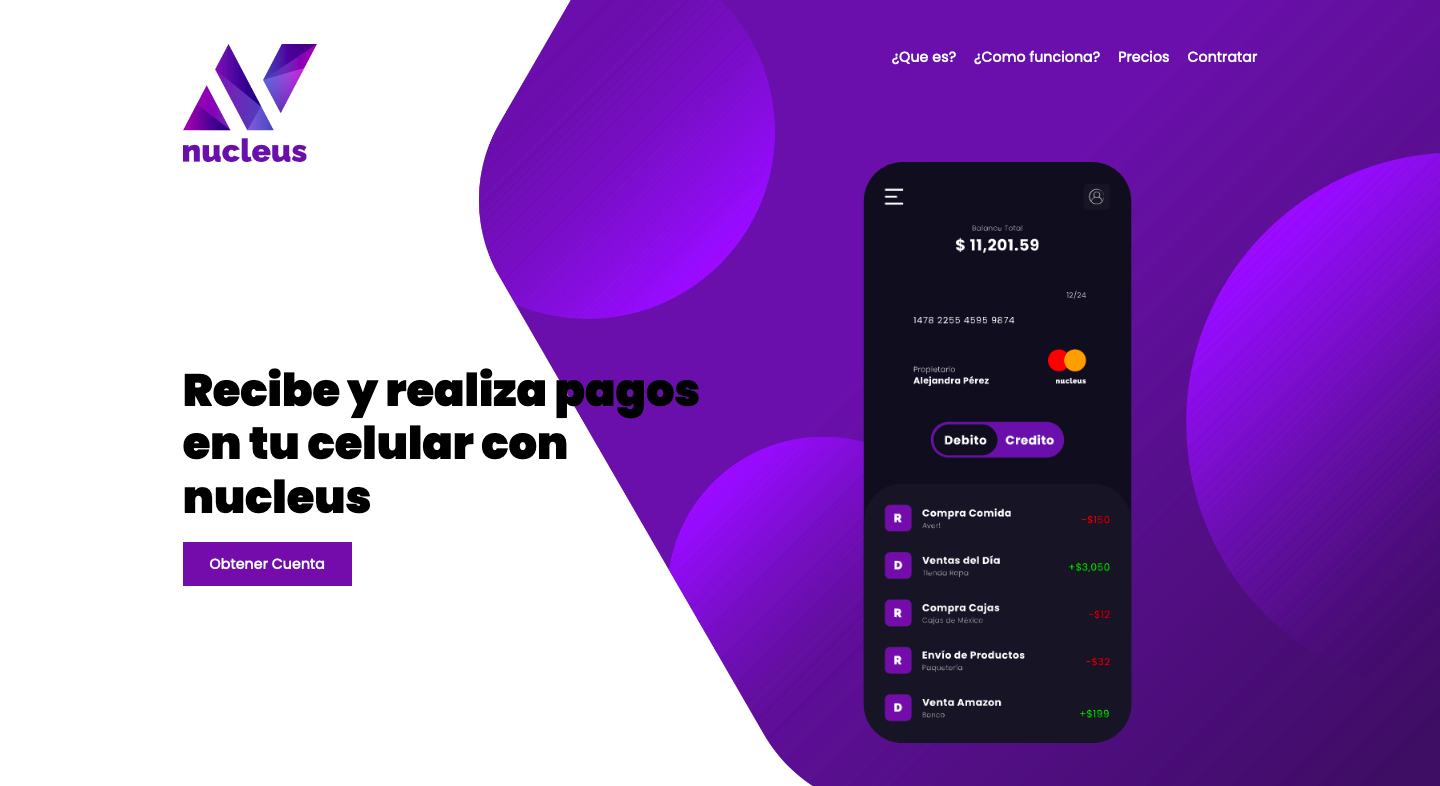 nucleus
¿Que es? ¿Como funciona? Precios Contratar
Recibe y realiza pagos
en tu celular con
nucleus
Obtener Cuenta
Balance Total
$ 11,201.59
12/24
1478 2255 4595 9874
Propietario
Alejandra Pérez
nucleus
Debito Credito
R Compra Comida -$150
Aver!
D Ventas del Día +$3,050
Tienda Ropa
R Compra Cajas -$12
Cajas de México
R Envío de Productos -$32
Paquetería
D Venta Amazon +$199
Banco